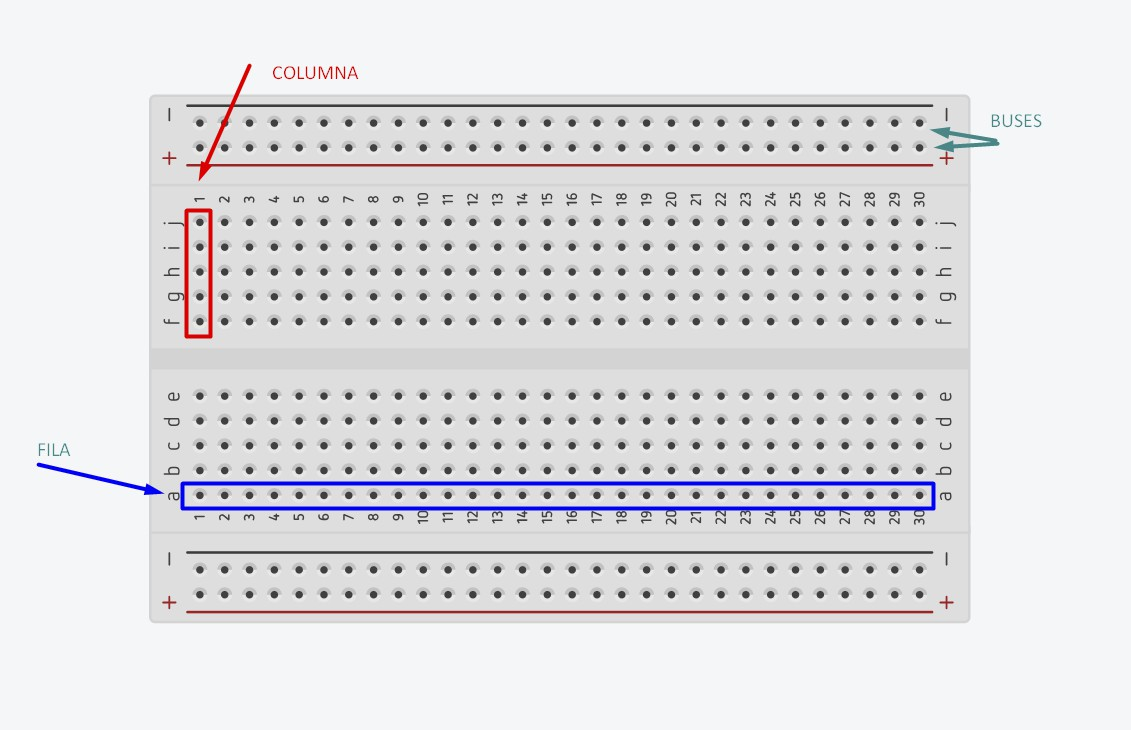 COLUMNA
BUSES
| |
+ +
1 2 3 4 5 6 7 8 9 10 11 12 13 14 15 16 17 18 19 20 21 22 23 24 25 26 27 28 29 30
j j
i i
h h
g g
f f
e e
d d
c c
FILA
b b
a a
1 2 3 4 5 6 7 8 9 10 11 12 13 14 15 16 17 18 19 20 21 22 23 24 25 26 27 28 29 30
| |
+ +